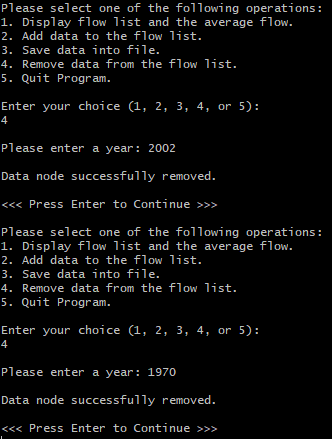 Please select one of the following operations:
1. Display flow list and the average flow.
2. Add data to the flow list.
3. Save data into file.
4. Remove data from the flow list.
5. Quit Program.
Enter your choice (1, 2, 3, 4, or 5):
4
Please enter a year: 2002
Data node successfully removed.
<<< Press Enter to Continue >>>
Please select one of the following operations:
1. Display flow list and the average flow.
2. Add data to the flow list.
3. Save data into file.
4. Remove data from the flow list.
5. Quit Program.
Enter your choice (1, 2, 3, 4, or 5):
4
Please enter a year: 1970
Data node successfully removed.
<<< Press Enter to Continue >>>